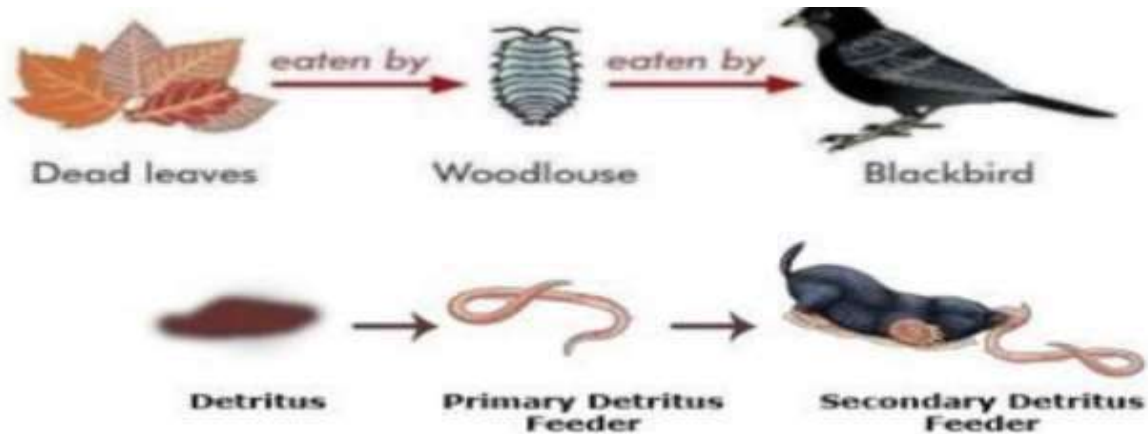 eaten by eaten by
Dead leaves Woodlouse Blackbird
Detritus Primary Detritus Secondary Detritus
Feeder Feeder